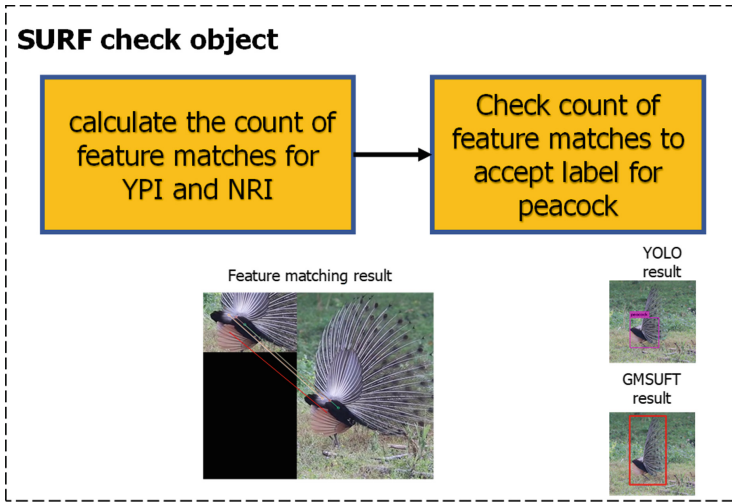 SURF check object
calculate the count of
feature matches for
YPI and NRI
Check count of
feature matches to
accept label for
peacock
Feature matching result
YOLO
result
peacock
GMSUFT
result